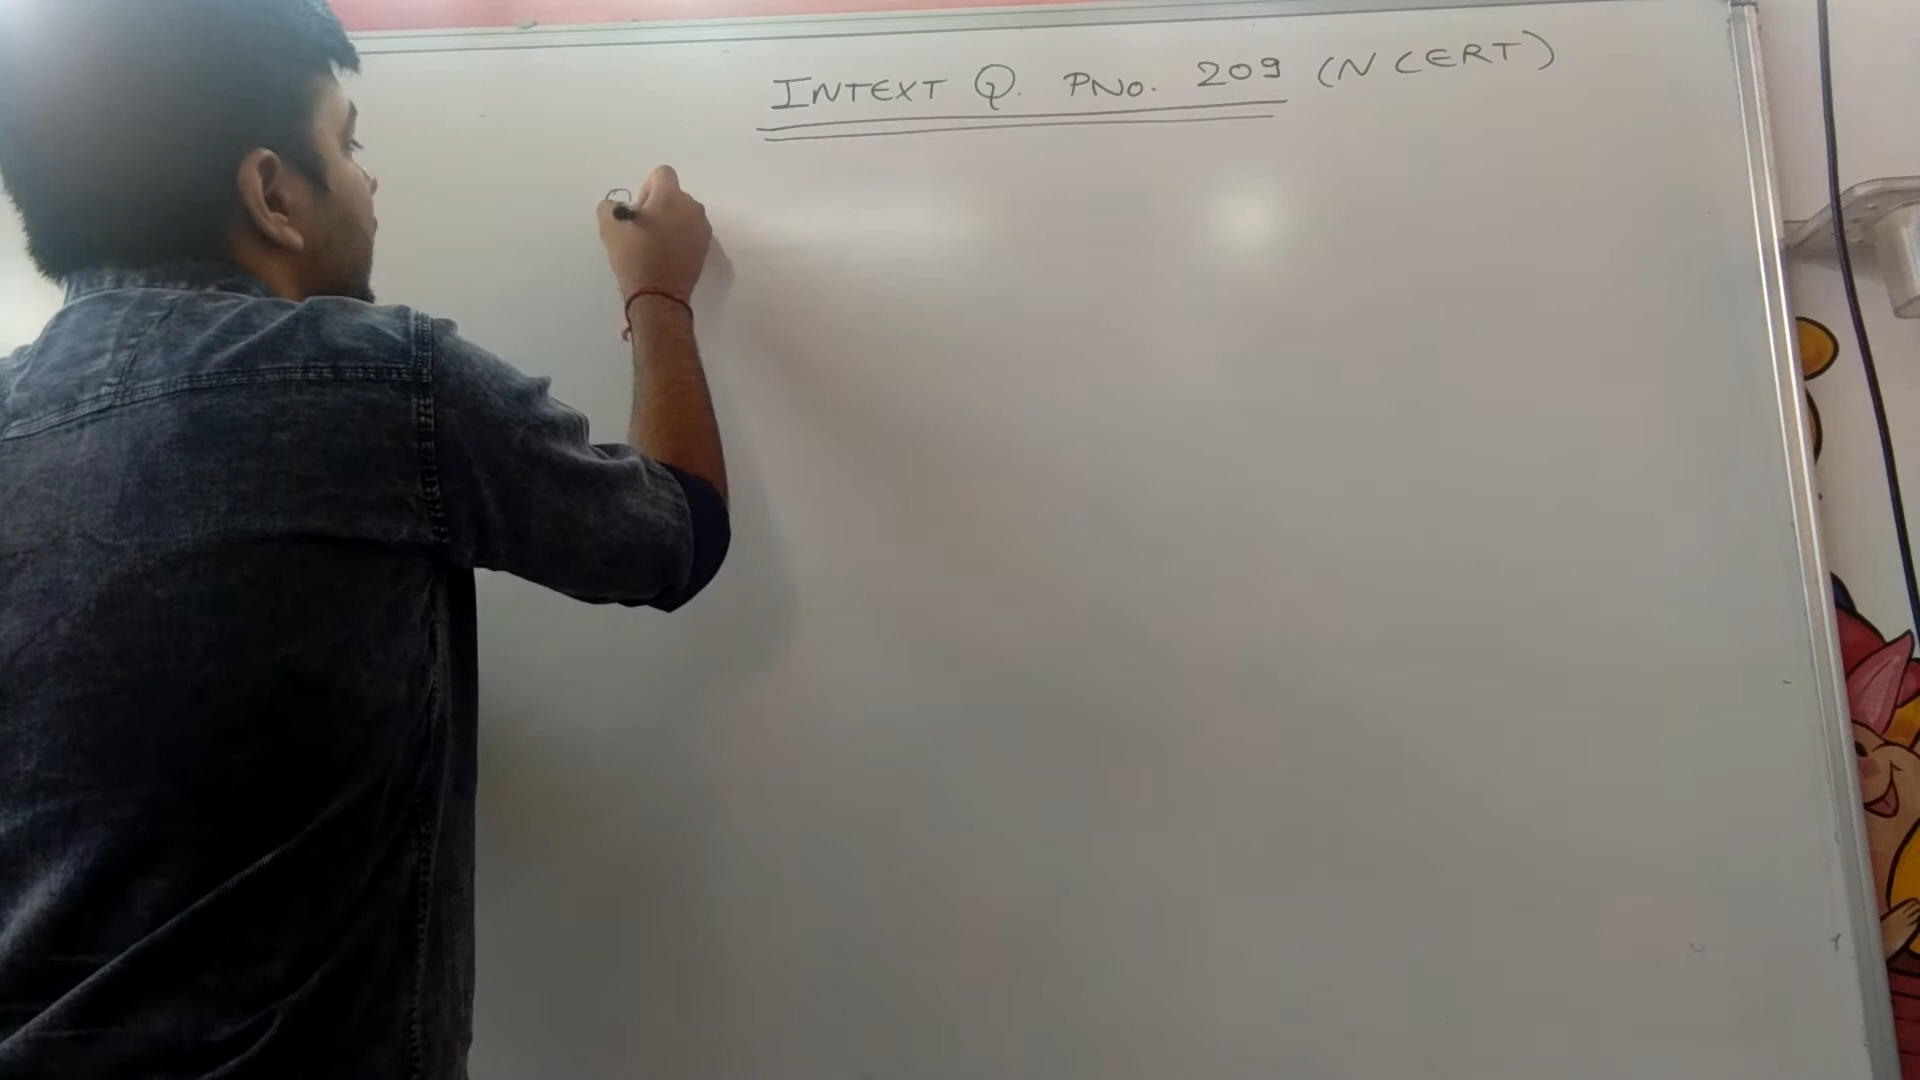 INTEXT Q. PNo. 209 (NCERT)